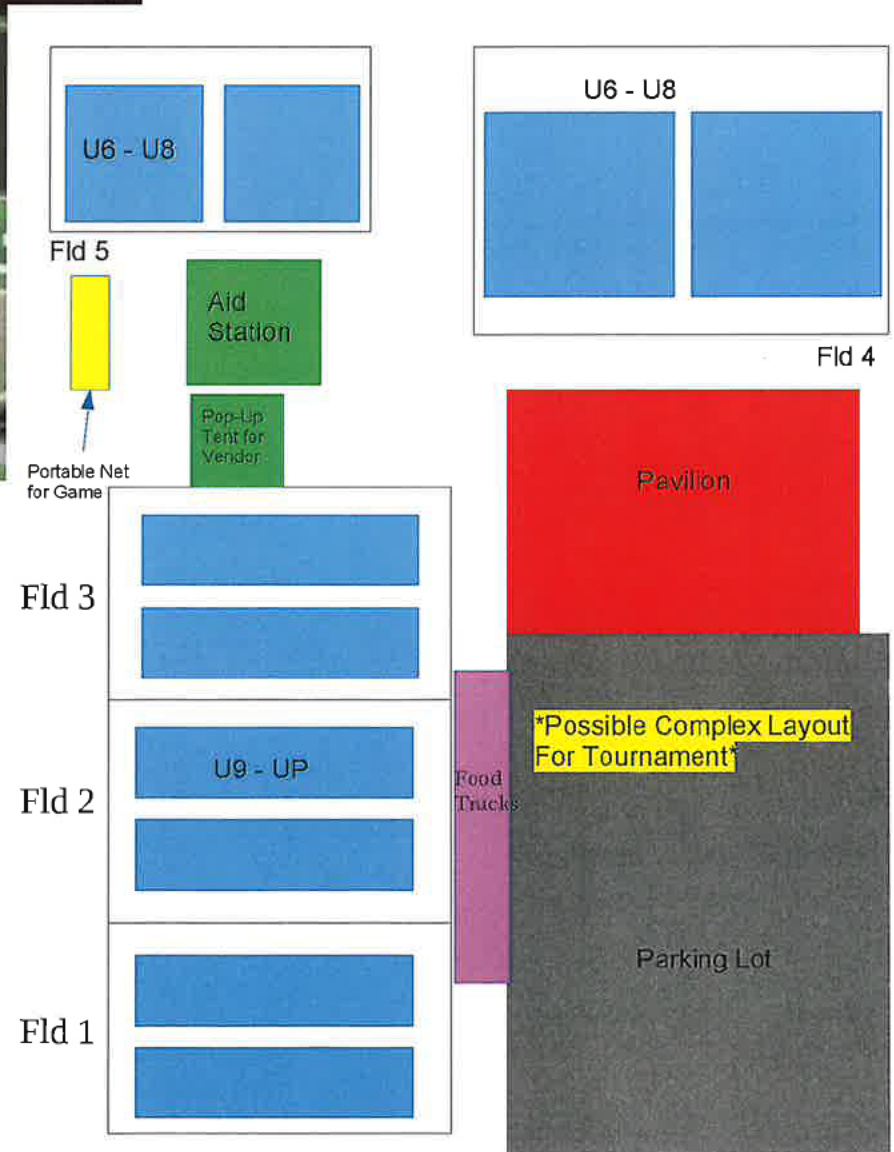 U6 - U8
U6 - U8
Fld 5
Fld 4
Aid
Station
Pop-Up
Tent for
Vendor
Portable Net
for Game
Pavilion
Fld 3
*Possible Complex Layout
For Tournament*
U9 - UP
Food
Trucks
Fld 2
Parking Lot
Fld 1